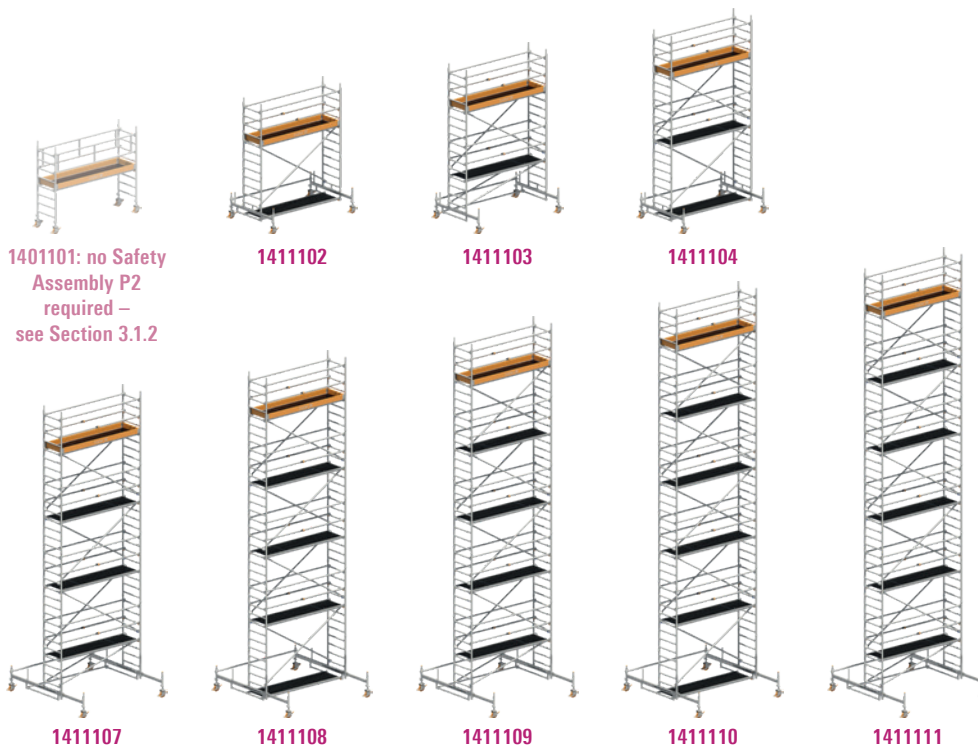 1401101: no Safety
Assembly P2
required –
see Section 3.1.2
1411102
1411103
1411104
1411107
1411108
1411109
1411110
1411111